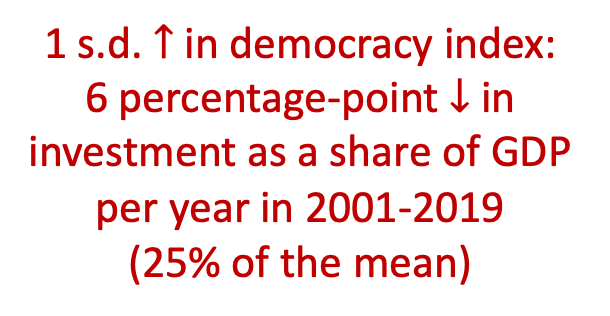 1 s.d. ↑ in democracy index:
6 percentage-point ↓ in
investment as a share of GDP
per year in 2001-2019
(25% of the mean)